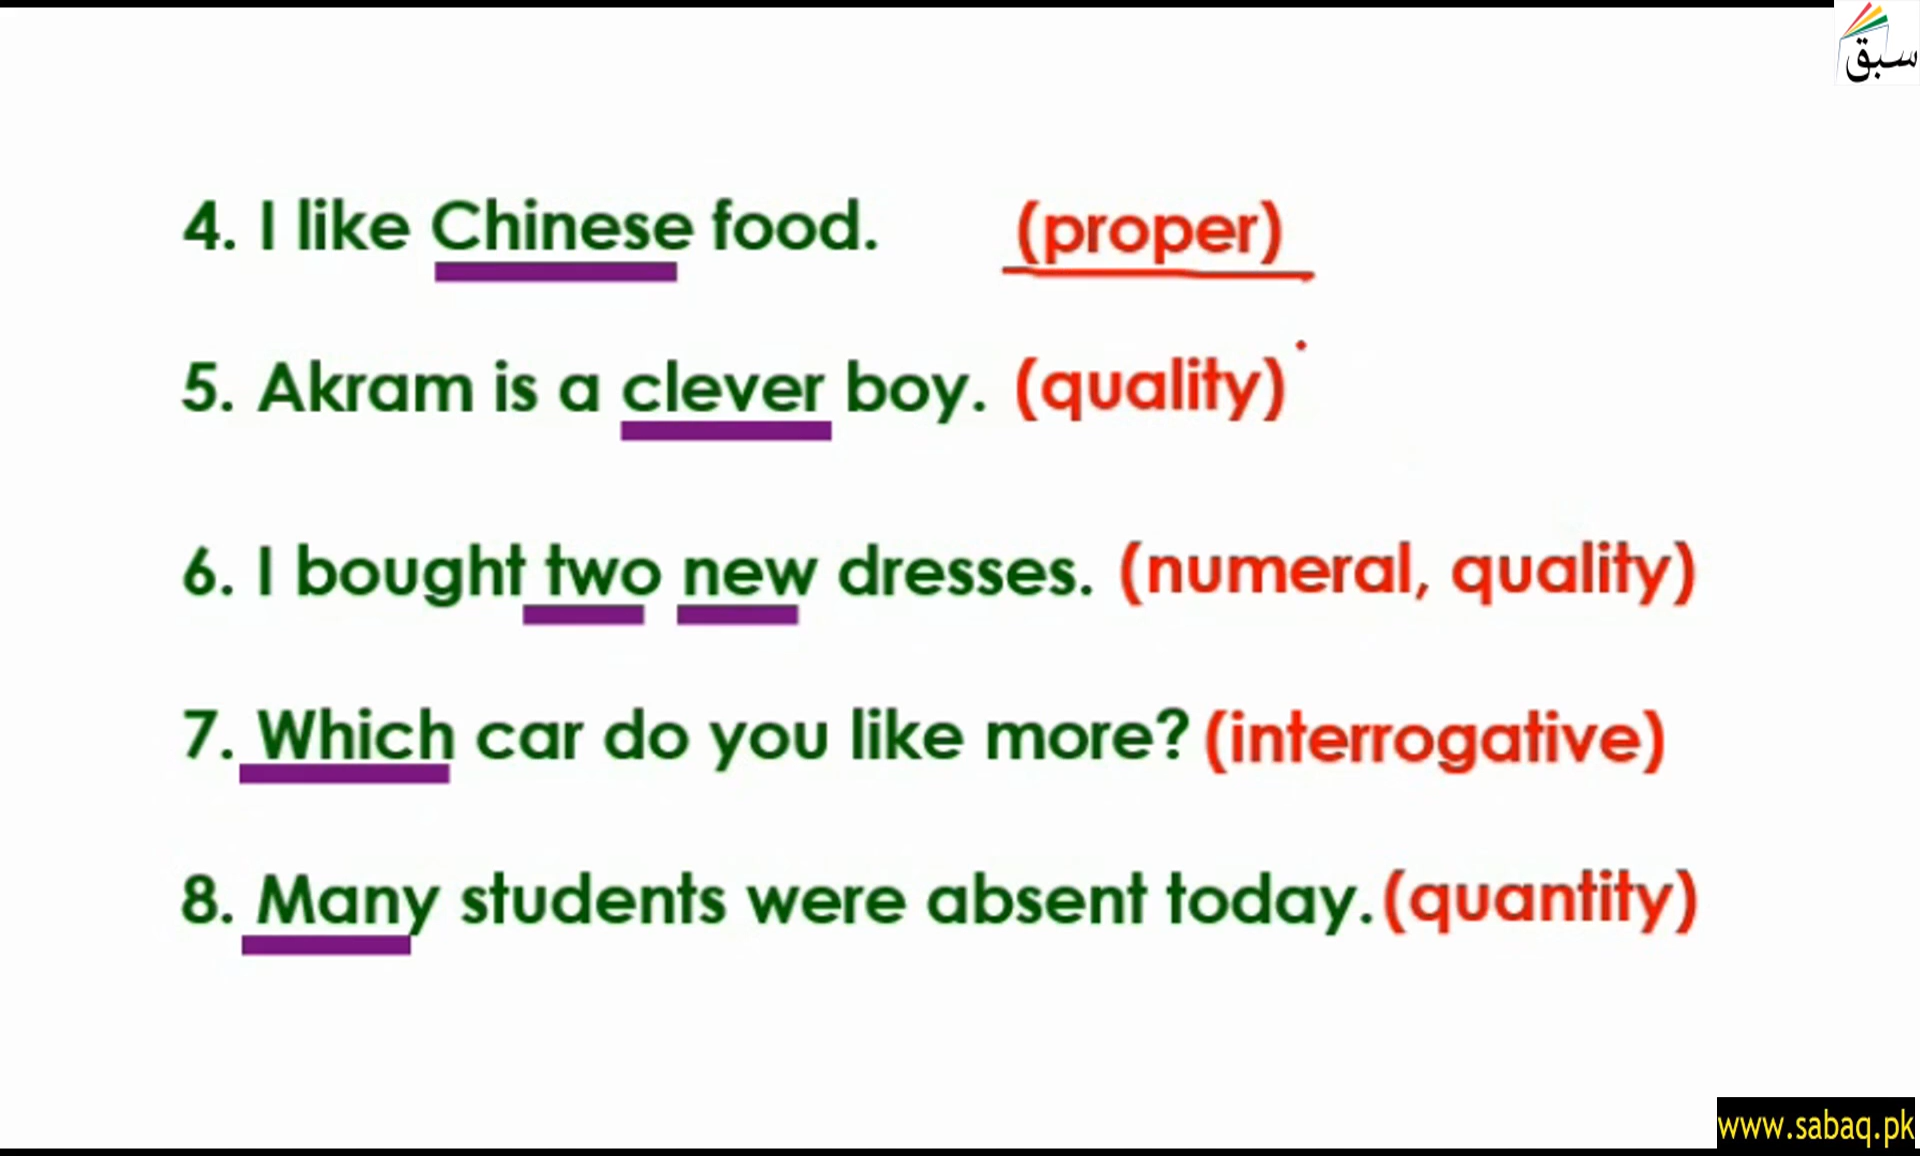 سبق
4. I like Chinese food. (proper)
5. Akram is a clever boy. (quality)
6. I bought two new dresses. (numeral, quality)
7. Which car do you like more? (interrogative)
8. Many students were absent today. (quantity)
www.sabaq.pk